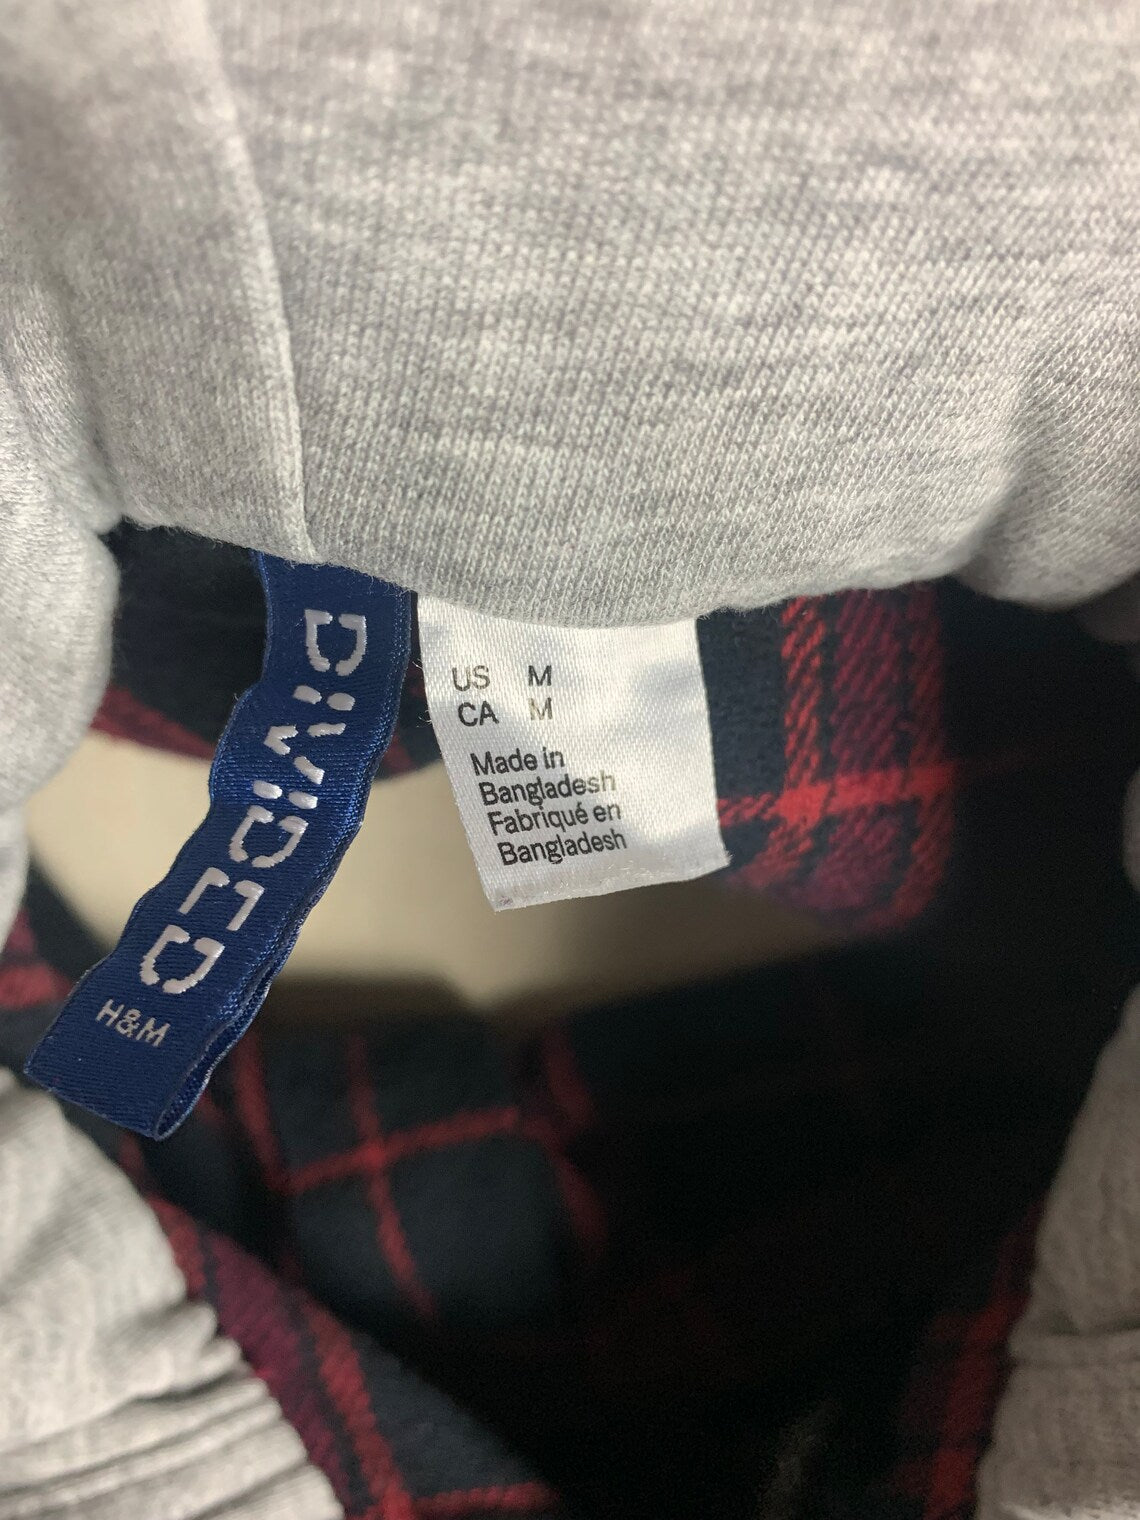 DIVIDED
H&M
US M
CA M
Made in
Bangladesh
Fabriqué en
Bangladesh